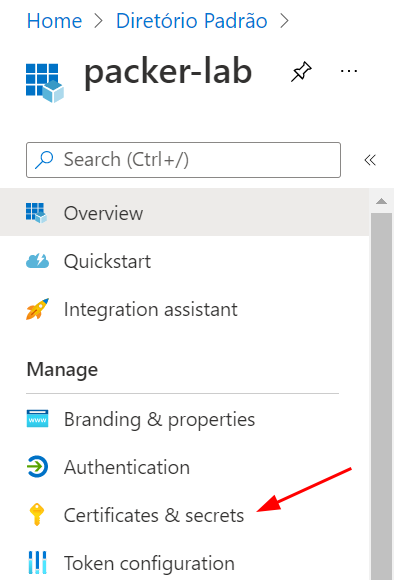 Home > Diretório Padrão >
packer-lab
Search (Ctrl+/)
Overview
Quickstart
Integration assistant
Manage
Branding & properties
Authentication
Certificates & secrets
Token configuration